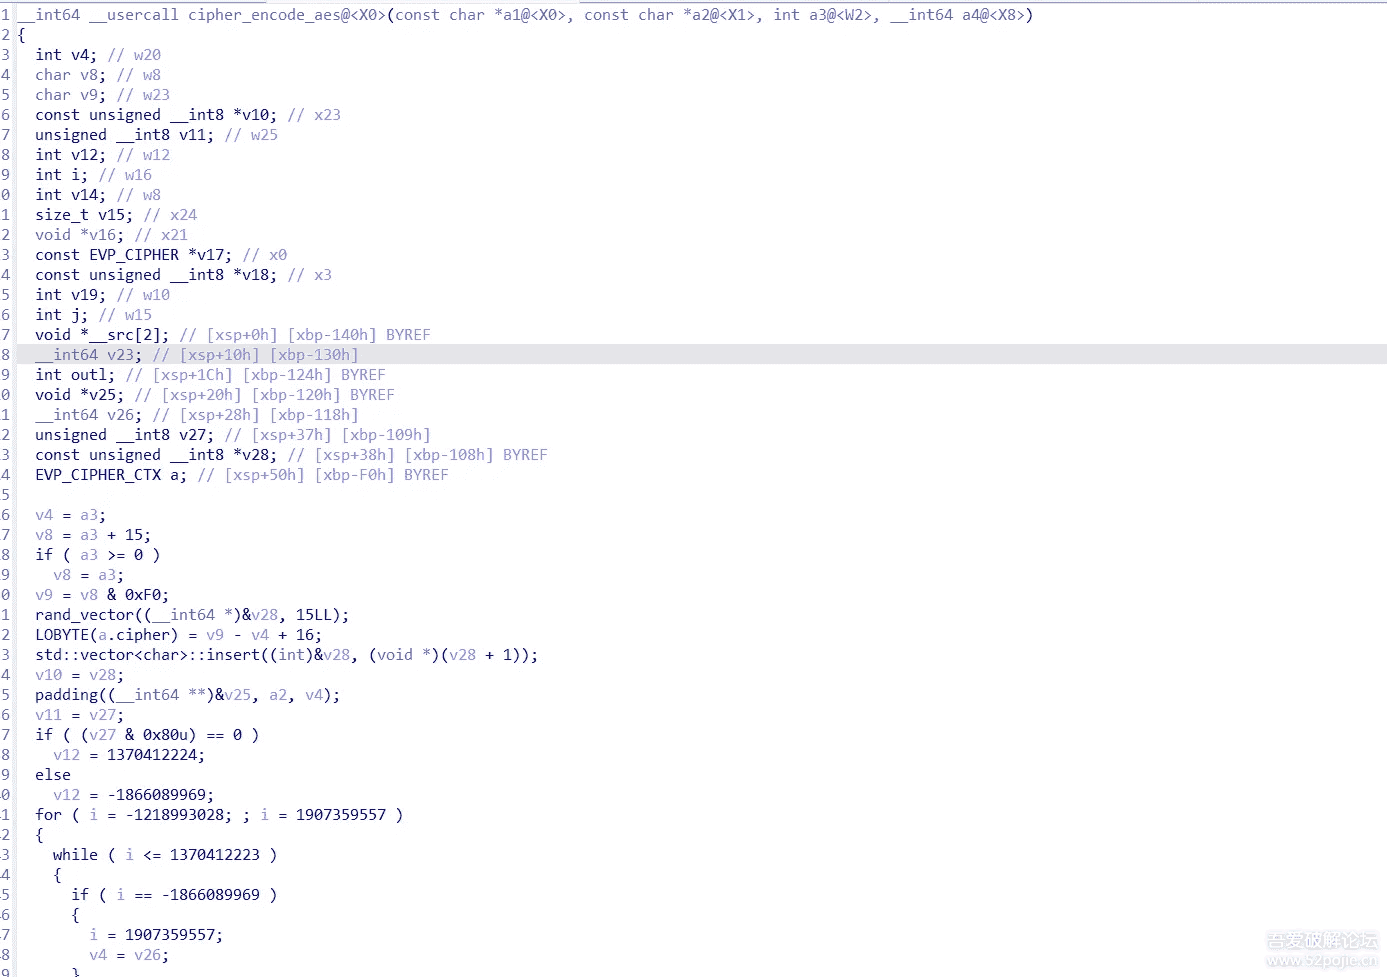 1 __int64 __usercall cipher_encode_aes@<X0>(const char *a1@<X0>, const char *a2@<X1>, int a3@<W2>, __int64 a4@<X8>)
2 {
3 int v4; // w20
4 char v8; // w8
5 char v9; // w23
6 const unsigned __int8 *v10; // x23
7 unsigned __int8 v11; // w25
8 int v12; // w12
9 int i; // w16
0 int v14; // w8
1 size_t v15; // x24
2 void *v16; // x21
3 const EVP_CIPHER *v17; // x0
4 const unsigned __int8 *v18; // x3
5 int v19; // w10
6 int j; // w15
7 void *__src[2]; // [xsp+0h] [xbp-140h] BYREF
8 __int64 v23; // [xsp+10h] [xbp-130h]
9 int outl; // [xsp+1Ch] [xbp-124h] BYREF
0 void *v25; // [xsp+20h] [xbp-120h] BYREF
1 __int64 v26; // [xsp+28h] [xbp-118h]
2 unsigned __int8 v27; // [xsp+37h] [xbp-109h]
3 const unsigned __int8 *v28; // [xsp+38h] [xbp-108h] BYREF
4 EVP_CIPHER_CTX a; // [xsp+50h] [xbp-F0h] BYREF
5
6 v4 = a3;
7 v8 = a3 + 15;
8 if ( a3 >= 0 )
9 v8 = a3;
0 v9 = v8 & 0xF0;
1 rand_vector((__int64 *)&v28, 15LL);
2 LOBYTE(a.cipher) = v9 - v4 + 16;
3 std::vector<char>::insert((int)&v28, (void *)(v28 + 1));
4 v10 = v28;
5 padding((__int64 **)&v25, a2, v4);
6 v11 = v27;
7 if ( (v27 & 0x80u) == 0 )
8 v12 = 1370412224;
9 else
0 v12 = -1866089969;
1 for ( i = -1218993028; ; i = 1907359557 )
2 {
3 while ( i <= 1370412223 )
4 {
5 if ( i == -1866089969 )
6 {
7 i = 1907359557;
8 v4 = v26;
9 }
吾爱破解论坛
www.52pojie.cn